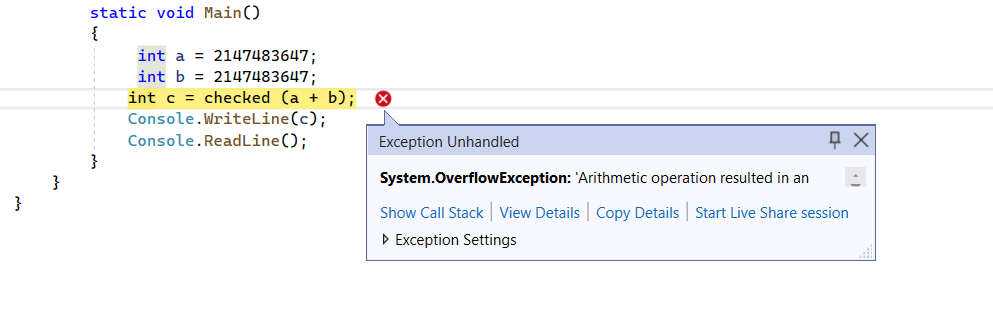 static void Main()
{
int a = 2147483647;
int b = 2147483647;
int c = checked (a + b);
Console.WriteLine(c);
Console.ReadLine();
}
}
}
Exception Unhandled
System.OverflowException: 'Arithmetic operation resulted in an
Show Call Stack | View Details | Copy Details | Start Live Share session
Exception Settings